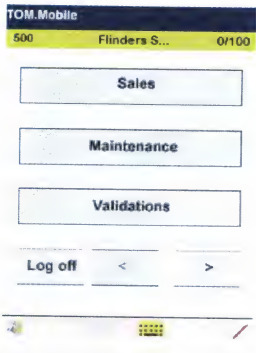 TOM.Mobile
500 Flinders S... 0/100
Sales
Maintenance
Validations
Log off < >